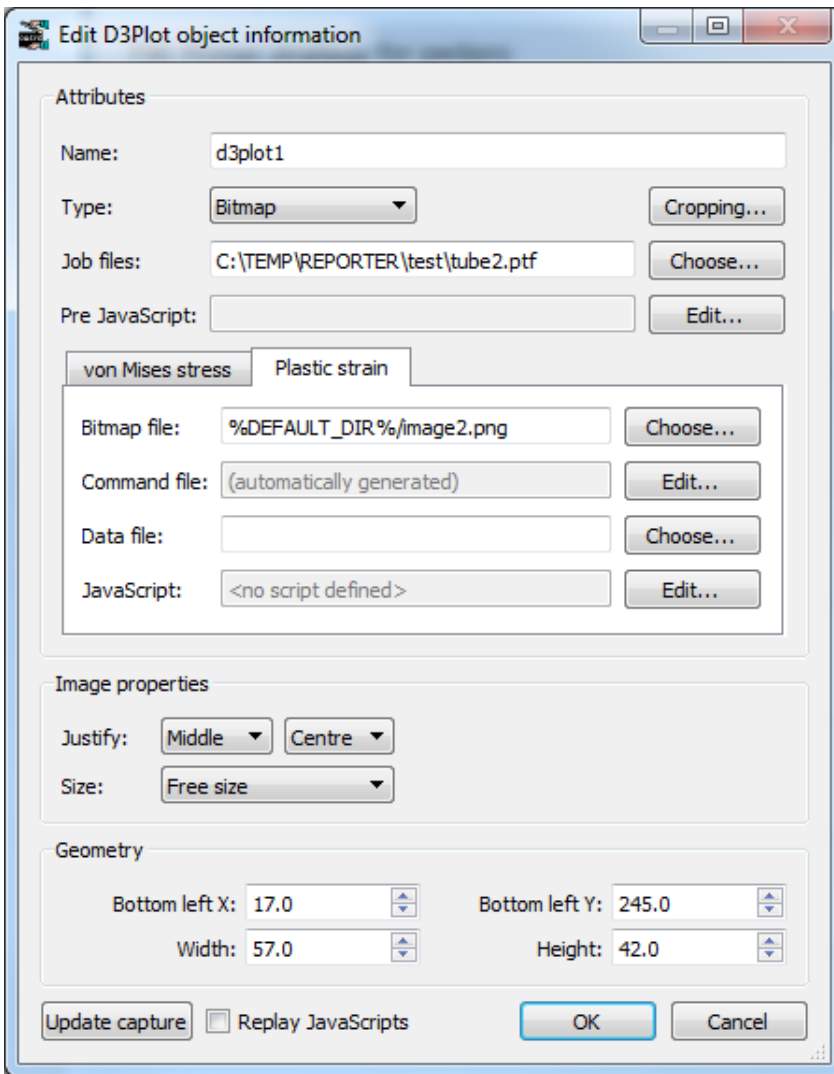 Edit D3Plot object information
Attributes
Name: d3plot1
Type: Bitmap Cropping...
Job files: C:\TEMP\REPORTER\test\tube2.ptf Choose...
Pre JavaScript: Edit...
von Mises stress Plastic strain
Bitmap file: %DEFAULT_DIR%/image2.png Choose...
Command file: (automatically generated) Edit...
Data file: Choose...
JavaScript: <no script defined> Edit...
Image properties
Justify: Middle Centre
Size: Free size
Geometry
Bottom left X: 17.0 Bottom left Y: 245.0
Width: 57.0 Height: 42.0
Update capture Replay JavaScripts OK Cancel